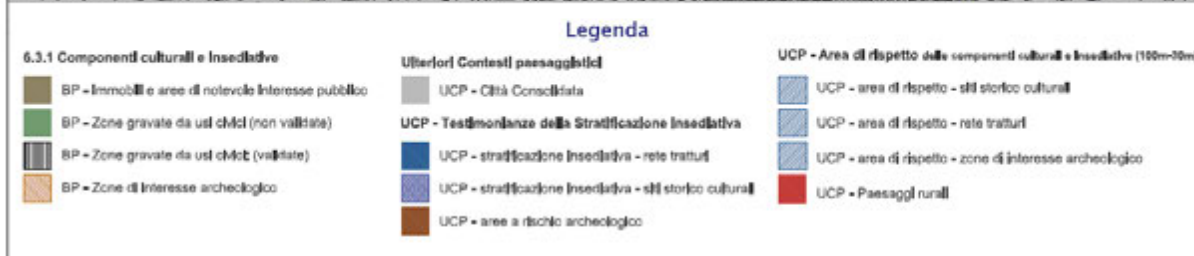 Legenda
6.3.1 Componenti culturali e insediative
BP - Immobili e aree di notevole interesse pubblico
BP - Zone gravate da usi civici (non validate)
BP - Zone gravate da usi civici: (validate)
BP - Zone di interesse archeologico
Ulteriori Contesti paesaggistici
UCP - Città Consolidata
UCP - Testimonianze della Stratificazione Insediativa
UCP - stratificazione insediativa - rete tratturi
UCP - stratificazione insediativa - siti storico culturali
UCP - aree a rischio archeologico
UCP - Area di rispetto delle componenti culturali e insediative (100m-30m
UCP - area di rispetto - siti storico culturali
UCP - area di rispetto - rete tratturi
UCP - area di rispetto - zone di interesse archeologico
UCP - Paesaggi rurali